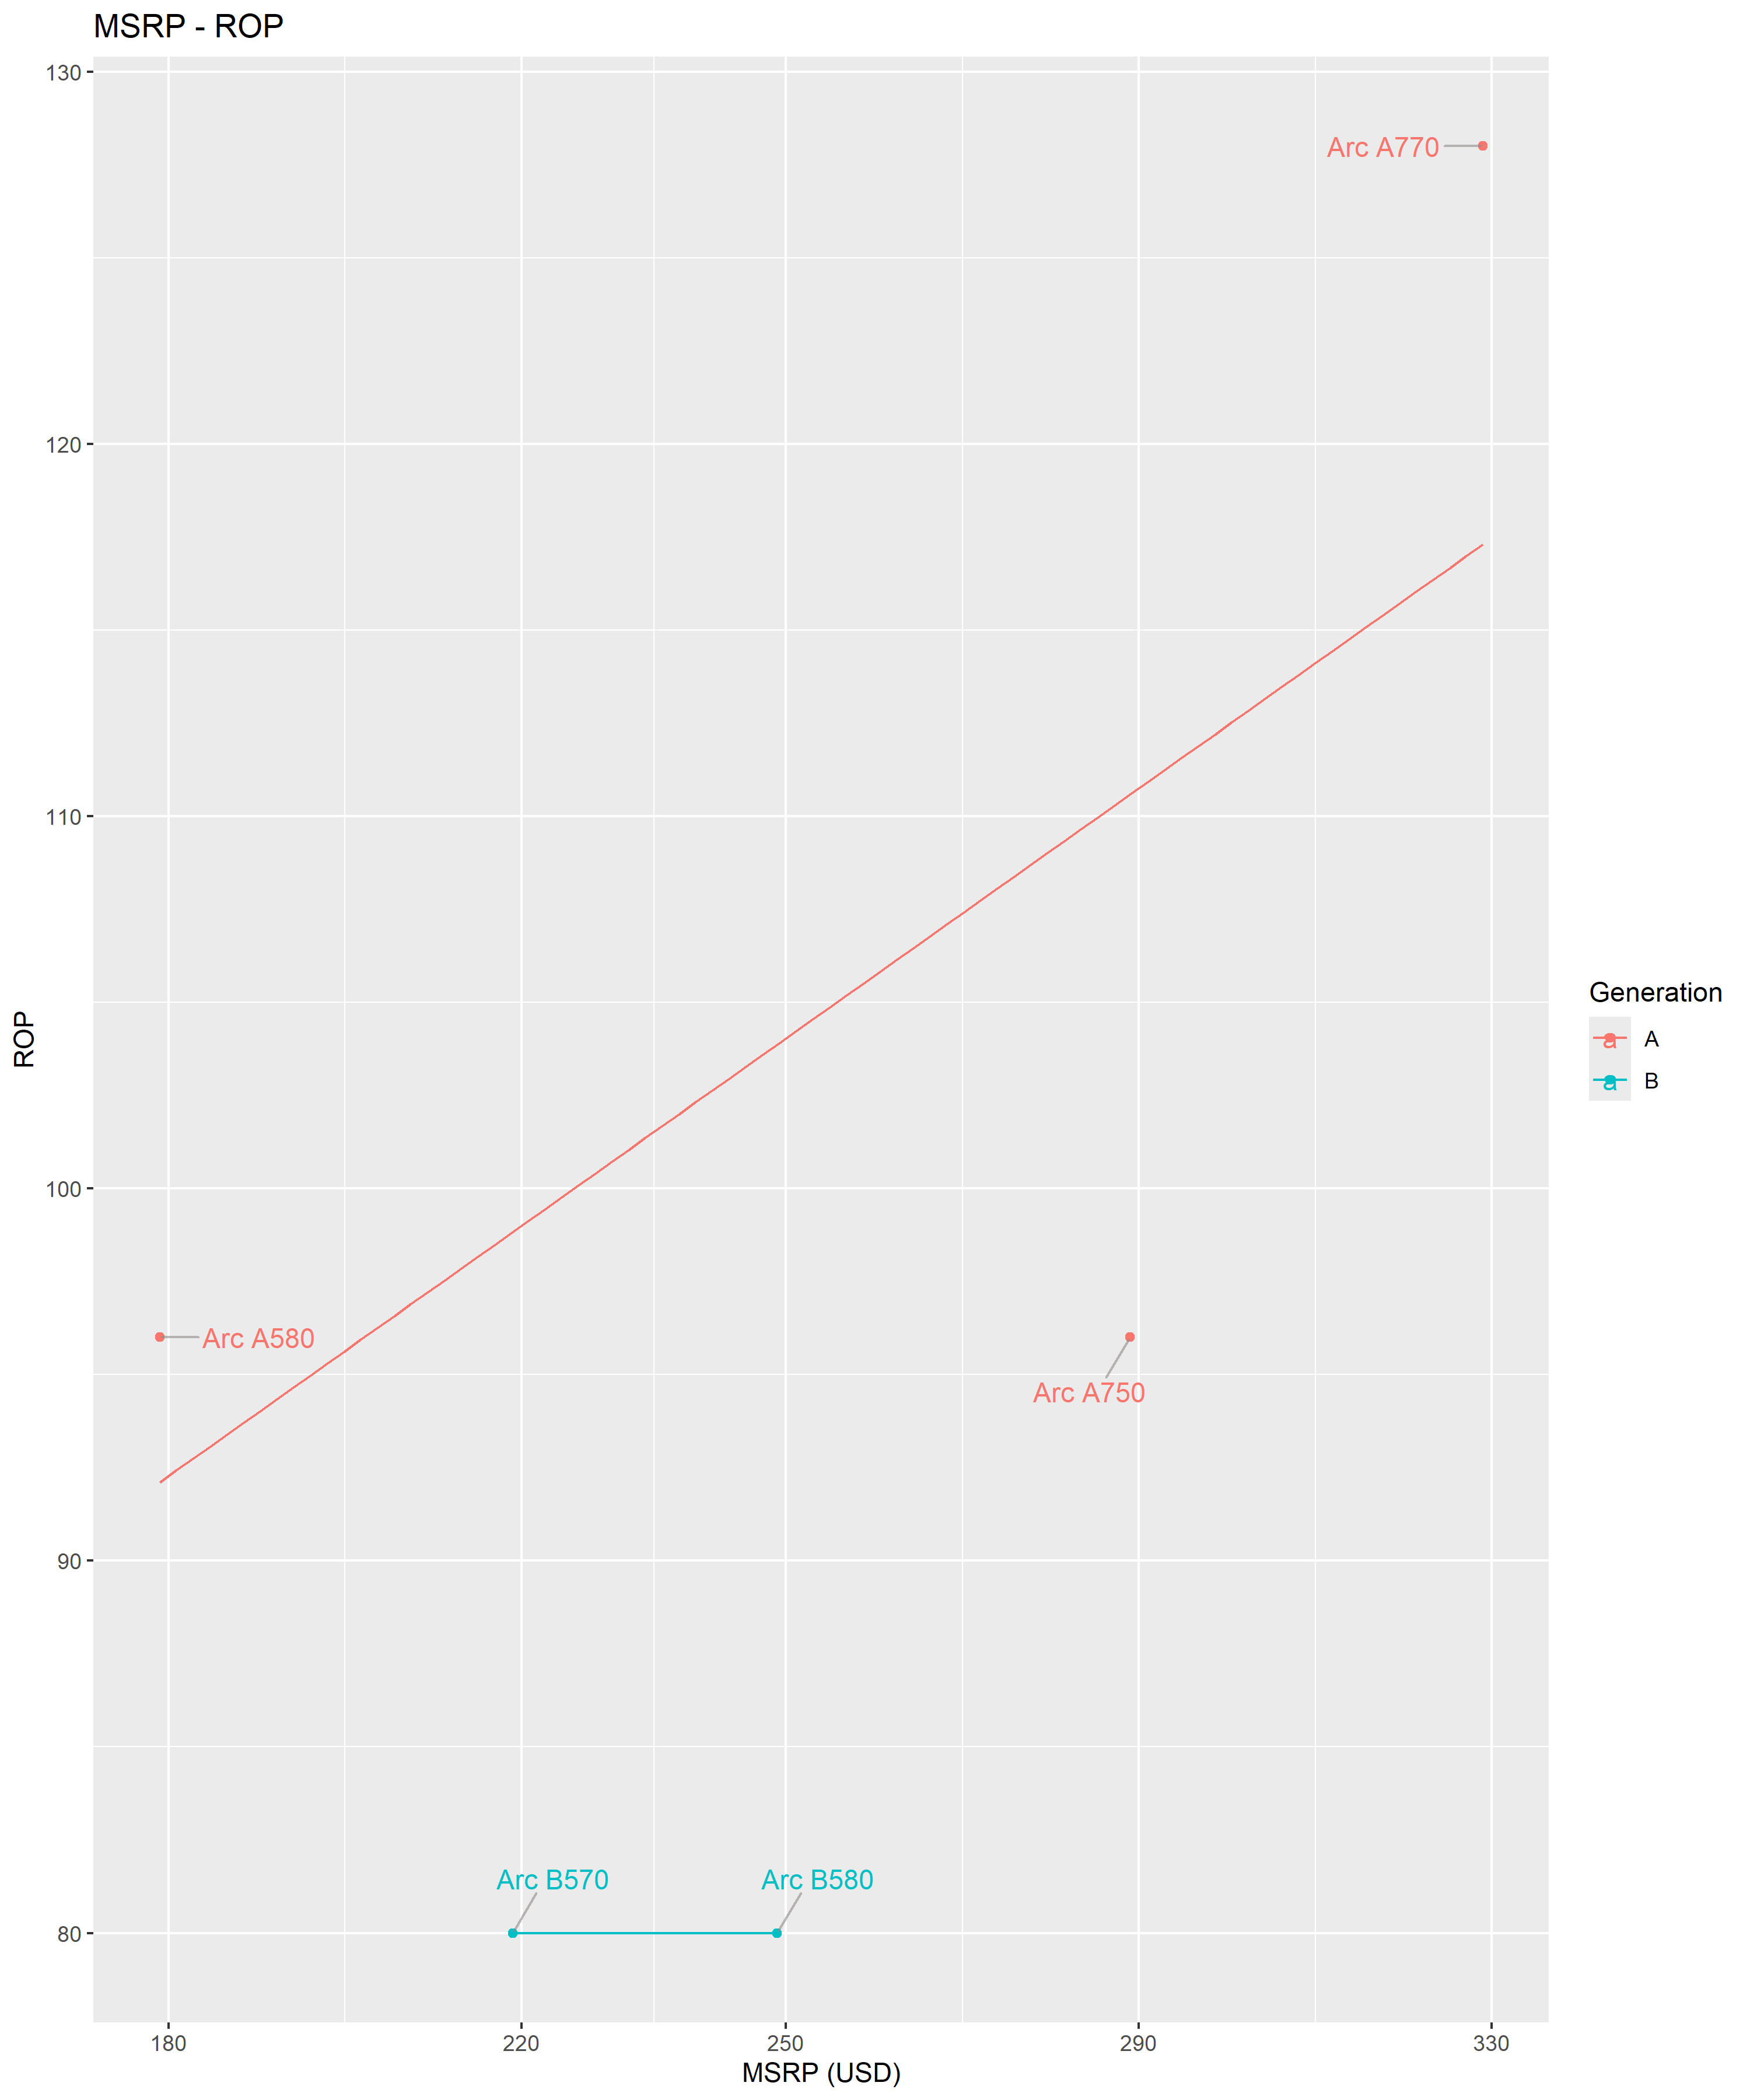 MSRP - ROP
130
Arc A770
120
110
Generation
ROP
a A
a B
100
Arc A580
Arc A750
90
Arc B570
Arc B580
80
180
220
250
290
330
MSRP (USD)